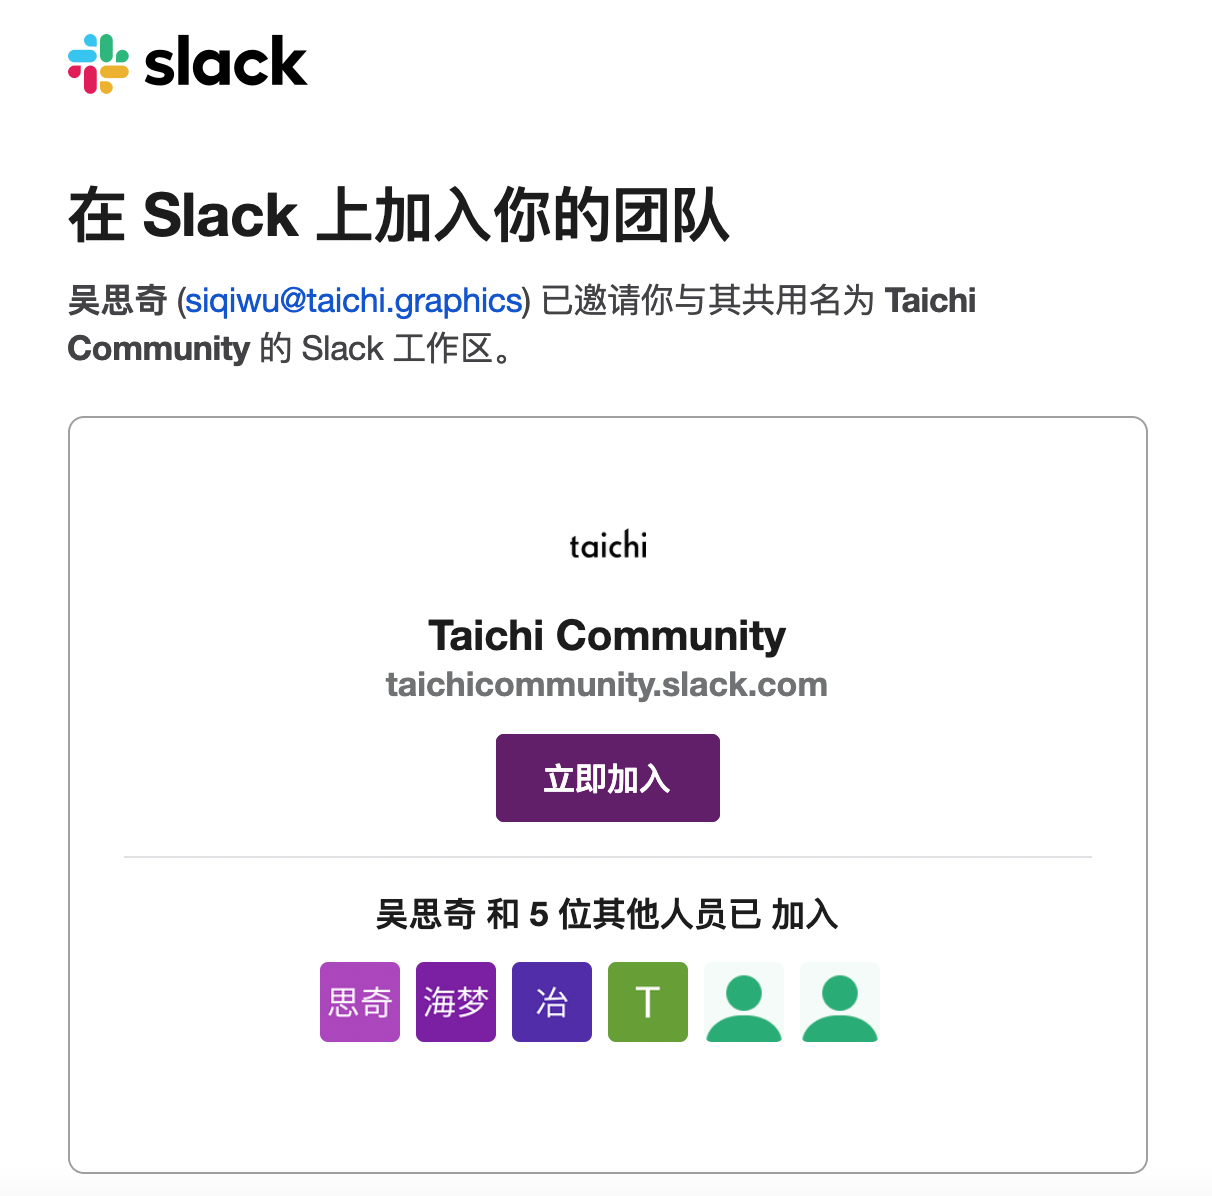 slack
在 Slack 上加入你的团队
吴思奇 (siqiwu@taichi.graphics) 已邀请你与其共用名为 Taichi
Community 的 Slack 工作区。
taichi
Taichi Community
taichicommunity.slack.com
立即加入
吴思奇 和 5 位其他人员已 加入
思奇 海梦 冶 T